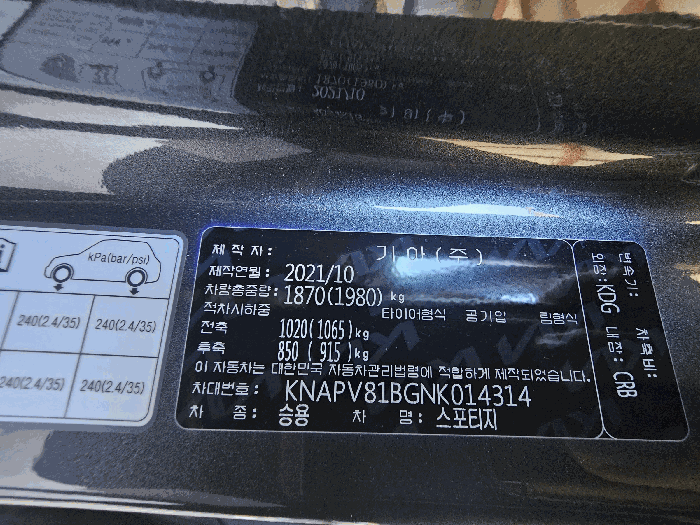 kPa(bar/psi)
240(2.4/35) 240(2.4/35)
240(2.4/35) 240(2.4/35)
제작자: 기아(주)
제작연월: 2021/10
차량총중량: 1870(1980) kg
적차시하중 타이어형식 공기압 림형식
전축 1020(1065)kg
후축 850 ( 915)kg
이 자동차는 대한민국 자동차관리법령에 적합하게 제작되었습니다.
차대번호: KNAPV81BGNK014314
차 종: 승용 차 명: 스포티지
변속기: 차축비:
외장: KDG 내장: CRB
2021/10
1870(1980)